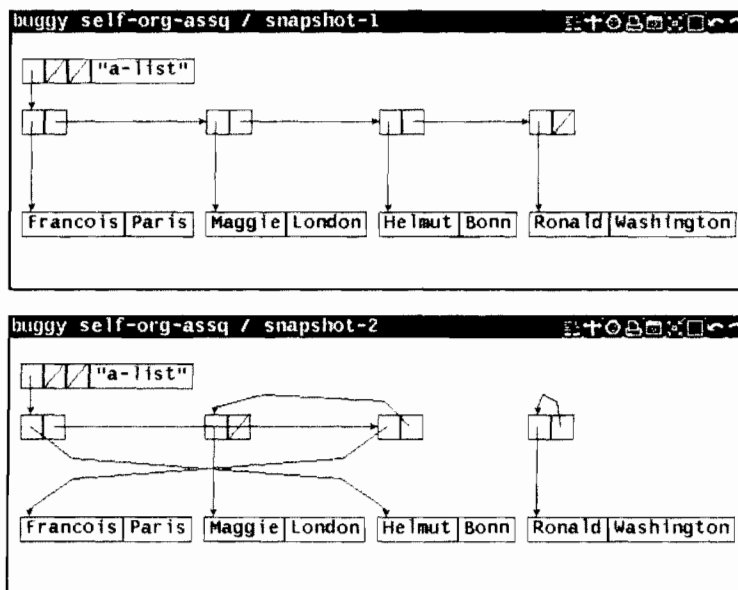 buggy self-org-assq / snapshot-1
"a-list"
Francois Paris Maggie London Helmut Bonn Ronald Washington
buggy self-org-assq / snapshot-2
"a-list"
Francois Paris Maggie London Helmut Bonn Ronald Washington